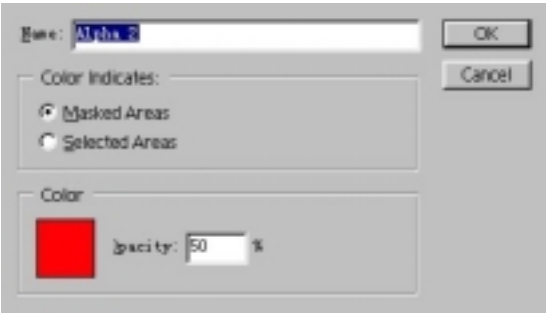 Name: Alpha 2
OK
Cancel
Color Indicates:
Masked Areas
Selected Areas
Color
Opacity: 50 %